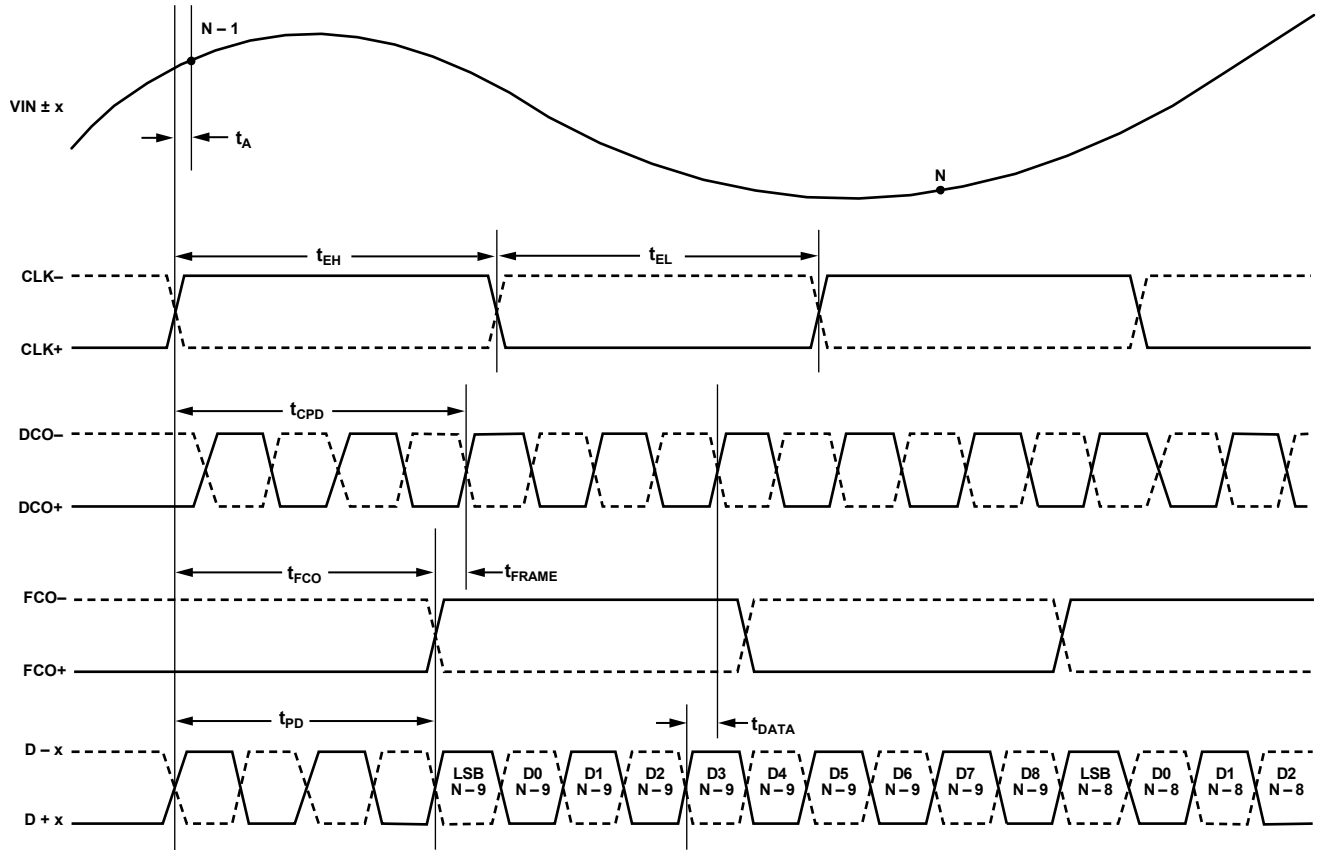 N – 1
VIN ± x
tA
N
tEH
tEL
CLK–
CLK+
tCPD
DCO–
DCO+
tFCO
tFRAME
FCO–
FCO+
tPD
tDATA
D – x
D + x
LSB D0 D1 D2 D3 D4 D5 D6 D7 D8 LSB D0 D1 D2
N – 9 N – 9 N – 9 N – 9 N – 9 N – 9 N – 9 N – 9 N – 9 N – 9 N – 8 N – 8 N – 8 N – 8